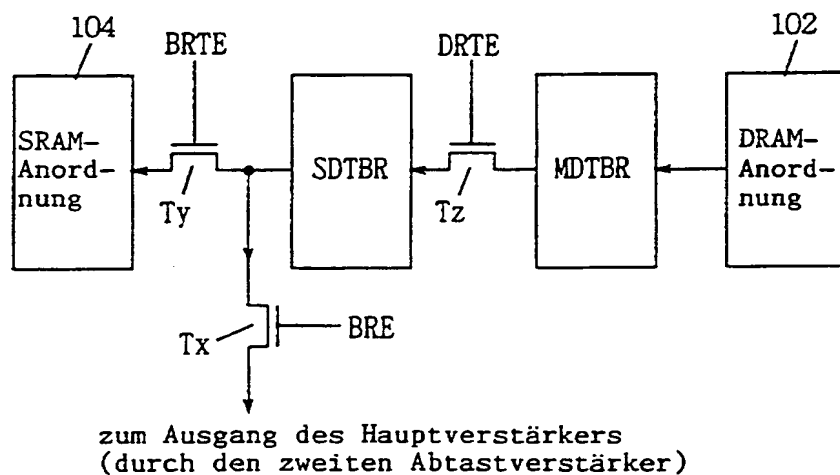 104
BRTE
DRTE
102
SRAM-
Anord-
nung
SDTBR
MDTBR
DRAM-
Anord-
nung
Ty
Tz
Tx
BRE
zum Ausgang des Hauptverstärkers
(durch den zweiten Abtastverstärker)